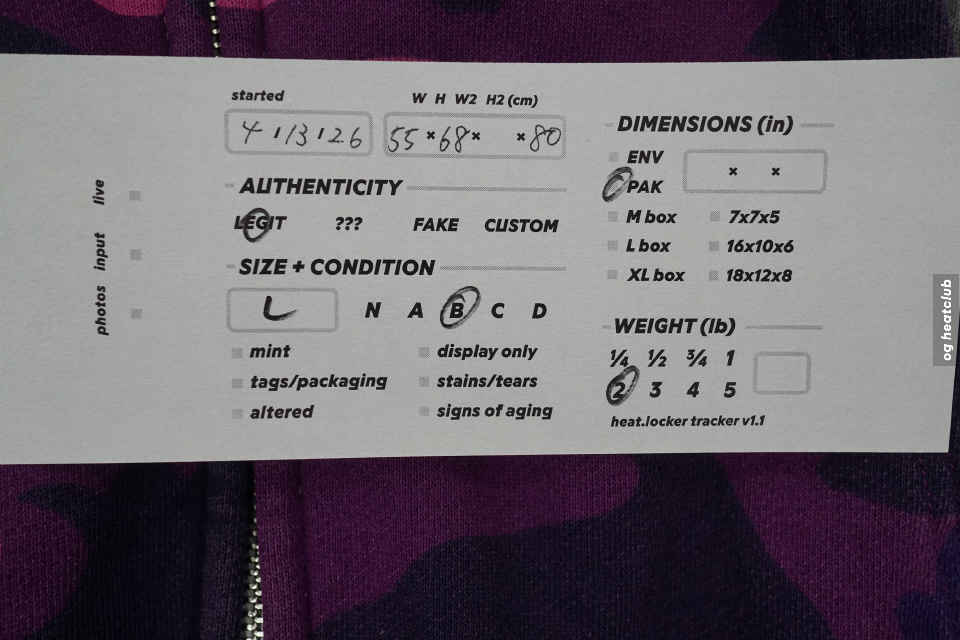 started
4/13/26
W H W2 H2 (cm)
55 × 68 × × 80
AUTHENTICITY
LEGIT ??? FAKE CUSTOM
SIZE + CONDITION
L N A B C D
mint
tags/packaging
altered
display only
stains/tears
signs of aging
DIMENSIONS (in)
ENV
PAK
× ×
M box 7x7x5
L box 16x10x6
XL box 18x12x8
WEIGHT (lb)
¼ ½ ¾ 1
2 3 4 5
heat.locker tracker v1.1
live
input
photos
og heatclub